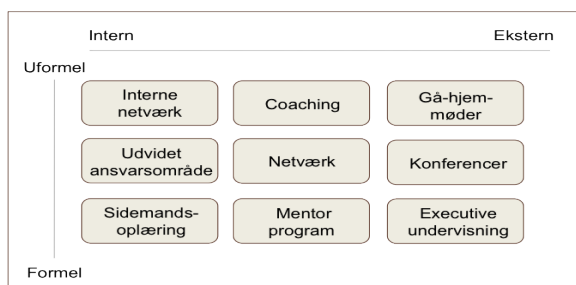 Intern
Ekstern
Uformel
Interne
netværk
Coaching
Gå-hjem-
møder
Udvidet
ansvarsområde
Netværk
Konferencer
Sidemands-
oplæring
Mentor
program
Executive
undervisning
Formel